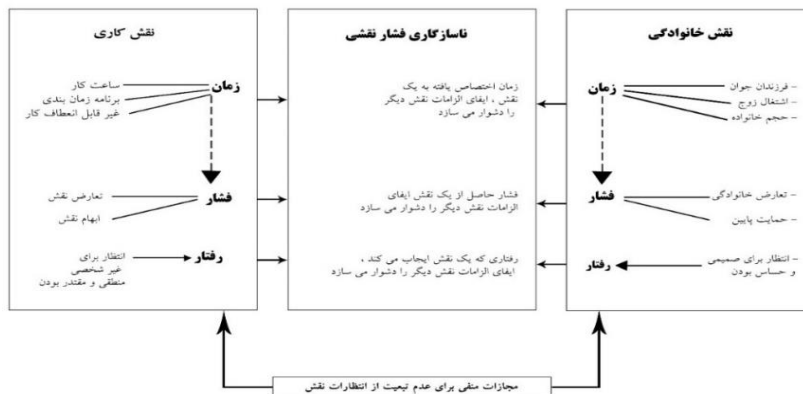 نقش خانوادگی
زمان
- فرزندان جوان
- اشتغال زوج
- حجم خانواده
فشار
- تعارض خانوادگی
- حمایت پایین
رفتار
- انتظار برای صمیمی
و حساس بودن
ناسازگاری فشار نقشی
زمان اختصاص یافته به یک
نقش ، ایفای الزامات نقش دیگر
را دشوار می سازد
فشار حاصل از یک نقش ایفای
الزامات نقش دیگر را دشوار می سازد
رفتاری که یک نقش ایجاب می کند ،
ایفای الزامات نقش دیگر را دشوار می سازد
نقش کاری
زمان
ساعت کار
برنامه زمان بندی
غیر قابل انعطاف کار
فشار
تعارض نقش
ابهام نقش
رفتار
انتظار برای
غیر شخصی
منطقی و مقتدر بودن
مجازات منفی برای عدم تبعیت از انتظارات نقش